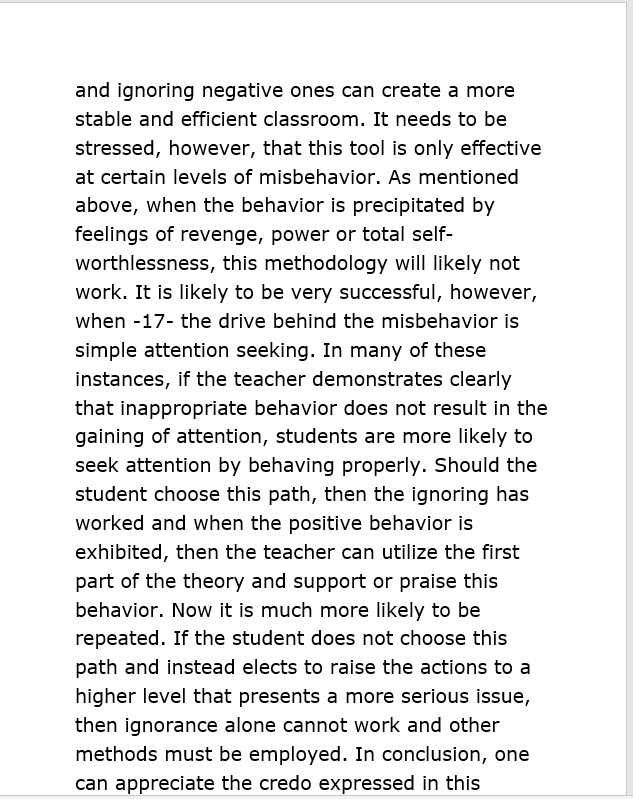 and ignoring negative ones can create a more
stable and efficient classroom. It needs to be
stressed, however, that this tool is only effective
at certain levels of misbehavior. As mentioned
above, when the behavior is precipitated by
feelings of revenge, power or total self-
worthlessness, this methodology will likely not
work. It is likely to be very successful, however,
when -17- the drive behind the misbehavior is
simple attention seeking. In many of these
instances, if the teacher demonstrates clearly
that inappropriate behavior does not result in the
gaining of attention, students are more likely to
seek attention by behaving properly. Should the
student choose this path, then the ignoring has
worked and when the positive behavior is
exhibited, then the teacher can utilize the first
part of the theory and support or praise this
behavior. Now it is much more likely to be
repeated. If the student does not choose this
path and instead elects to raise the actions to a
higher level that presents a more serious issue,
then ignorance alone cannot work and other
methods must be employed. In conclusion, one
can appreciate the credo expressed in this